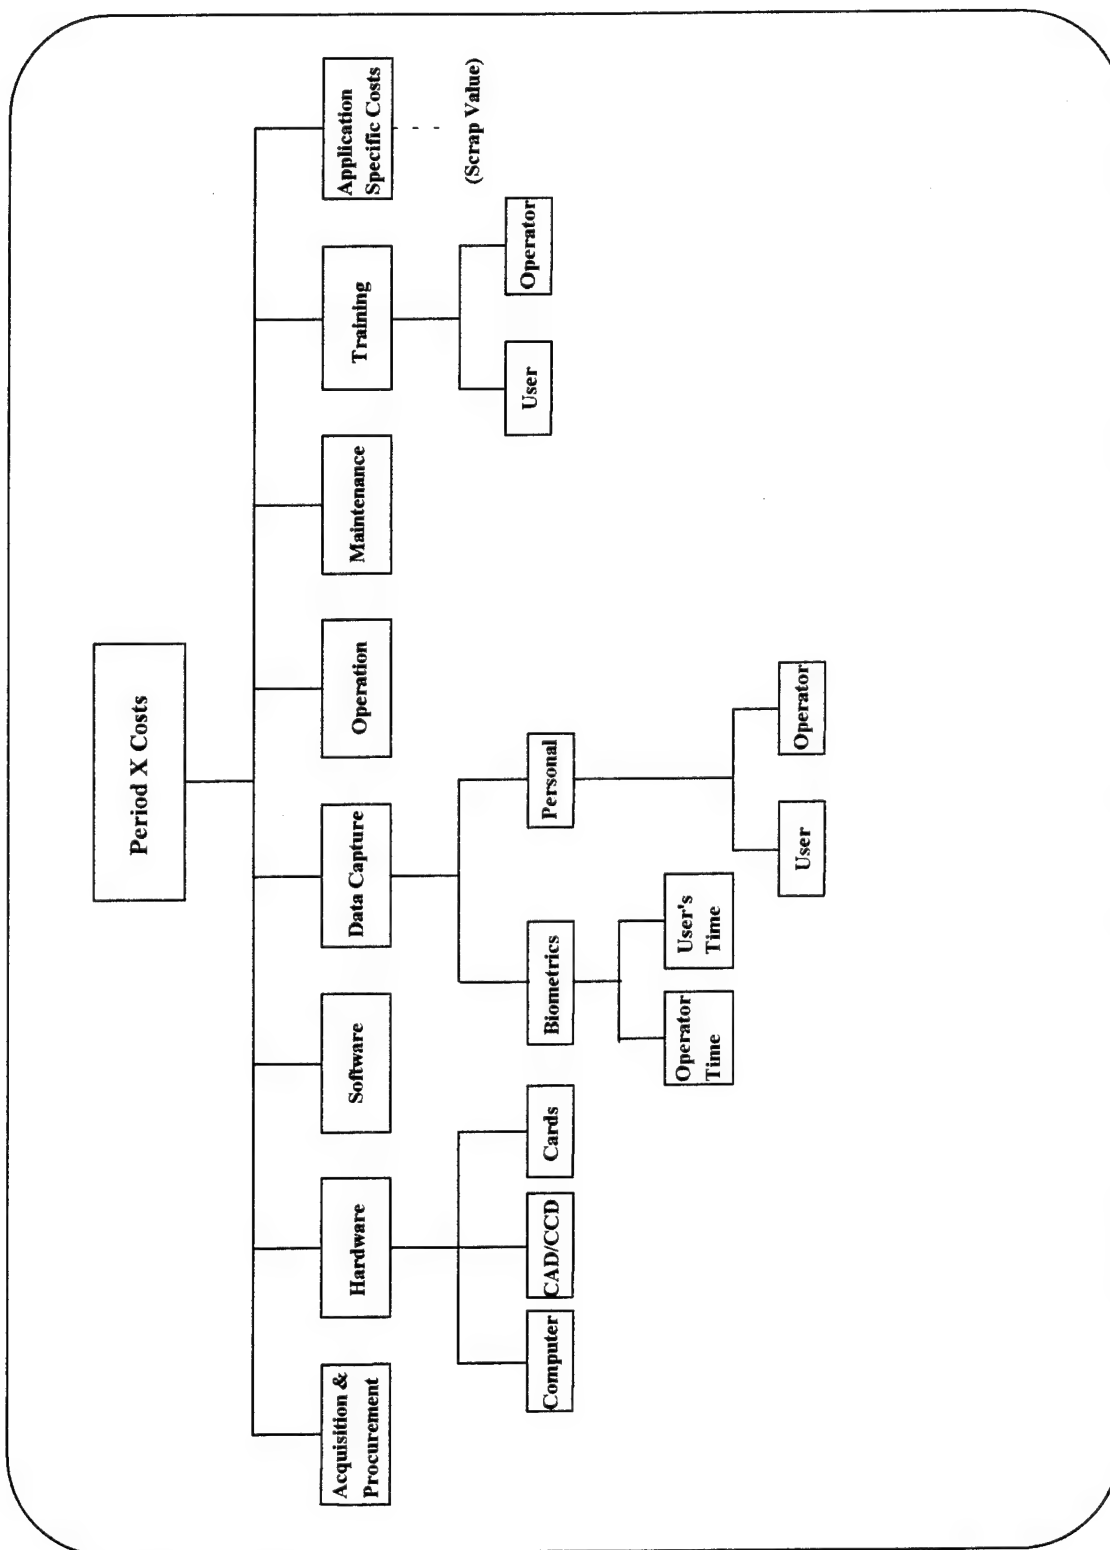 Period X Costs
Acquisition &
Procurement
Hardware
Software
Data Capture
Operation
Maintenance
Training
Application
Specific Costs
(Scrap Value)
Computer
CAD/CCD
Cards
Biometrics
Personal
User
Operator
Operator
Time
User's
Time
User
Operator